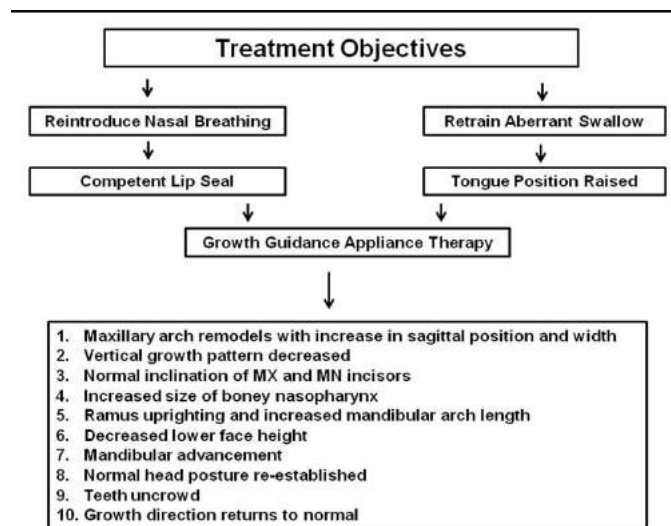 Treatment Objectives
Reintroduce Nasal Breathing
Retrain Aberrant Swallow
Competent Lip Seal
Tongue Position Raised
Growth Guidance Appliance Therapy
1. Maxillary arch remodels with increase in sagittal position and width
2. Vertical growth pattern decreased
3. Normal inclination of MX and MN incisors
4. Increased size of boney nasopharynx
5. Ramus uprighting and increased mandibular arch length
6. Decreased lower face height
7. Mandibular advancement
8. Normal head posture re-established
9. Teeth uncrowd
10. Growth direction returns to normal